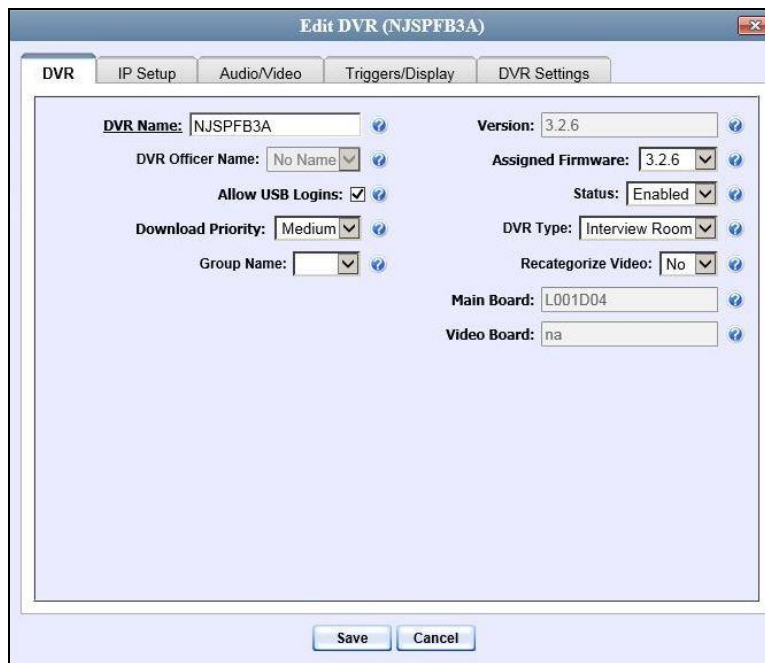 Edit DVR (NJSPFB3A)
DVR
IP Setup
Audio/Video
Triggers/Display
DVR Settings
DVR Name: NJSPFB3A
DVR Officer Name: No Name
Allow USB Logins:
Download Priority: Medium
Group Name:
Version: 3.2.6
Assigned Firmware: 3.2.6
Status: Enabled
DVR Type: Interview Room
Recategorize Video: No
Main Board: L001D04
Video Board: na
Save
Cancel